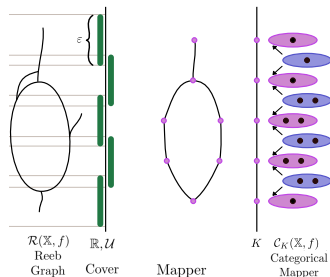 ε
ℛ(𝕏, f)
Reeb
Graph
ℝ, 𝒰
Cover
Mapper
K
𝒞_K(𝕏, f)
Categorical
Mapper